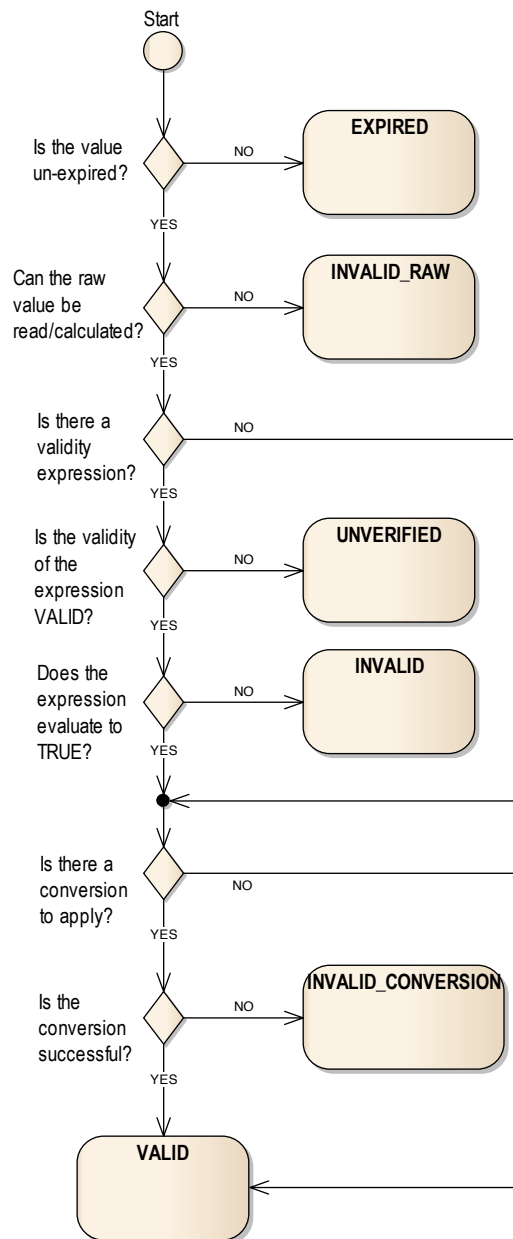 Start
Is the value
un-expired?
NO
EXPIRED
YES
Can the raw
value be
read/calculated?
NO
INVALID_RAW
YES
Is there a
validity
expression?
NO
YES
Is the validity
of the
expression
VALID?
NO
UNVERIFIED
YES
Does the
expression
evaluate to
TRUE?
NO
INVALID
YES
Is there a
conversion
to apply?
NO
YES
Is the
conversion
successful?
NO
INVALID_CONVERSION
YES
VALID